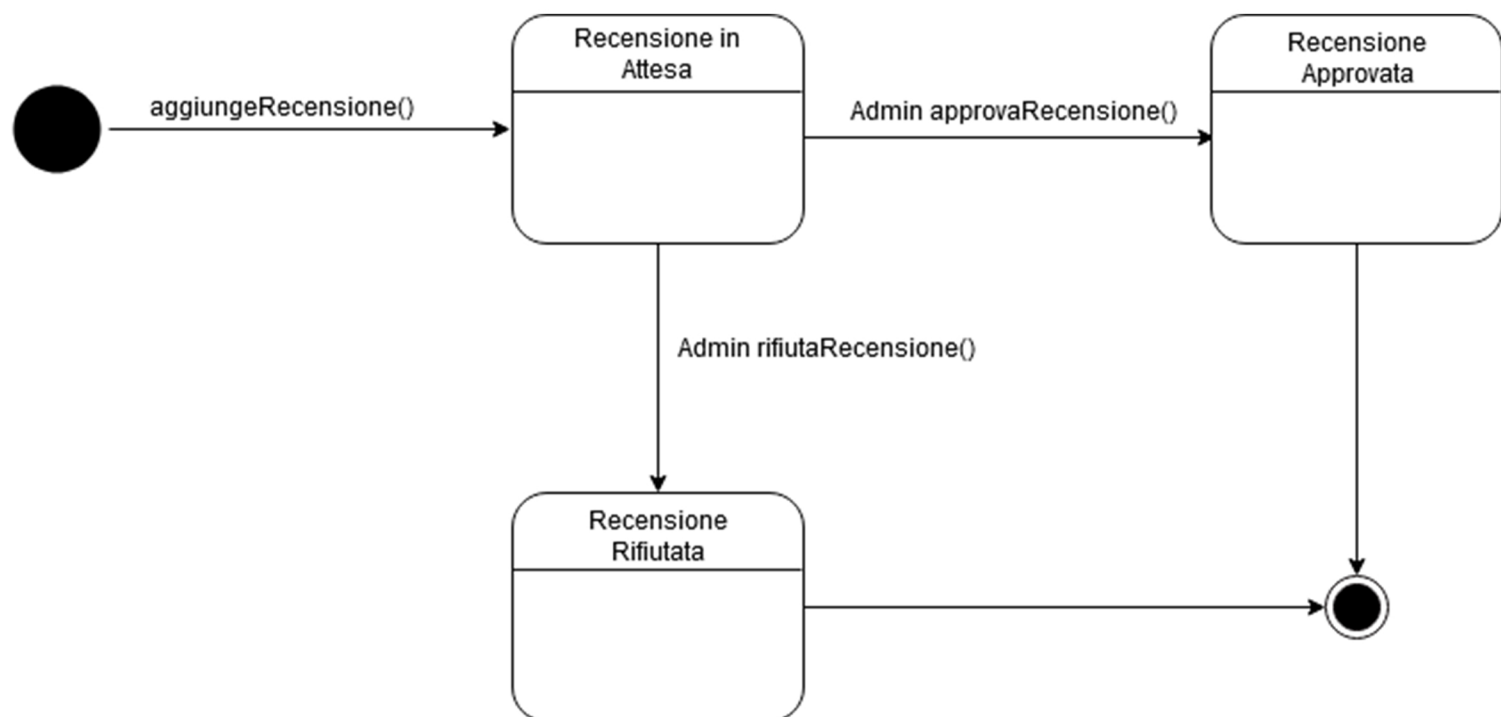 Recensione in
Attesa
Recensione
Approvata
aggiungeRecensione()
Admin approvaRecensione()
Admin rifiutaRecensione()
Recensione
Rifiutata